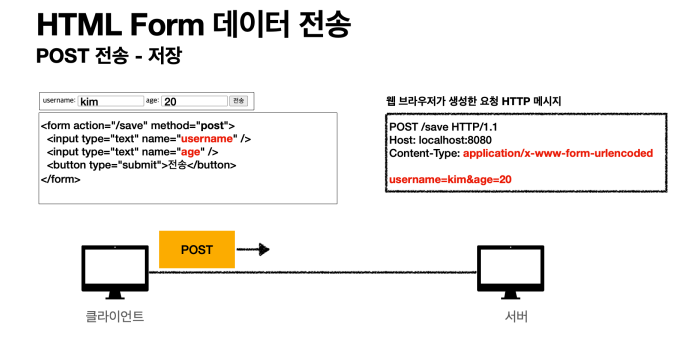 HTML Form 데이터 전송
POST 전송 - 저장
username: kim age: 20 전송
<form action="/save" method="post">
<input type="text" name="username" />
<input type="text" name="age" />
<button type="submit">전송</button>
</form>
웹 브라우저가 생성한 요청 HTTP 메시지
POST /save HTTP/1.1
Host: localhost:8080
Content-Type: application/x-www-form-urlencoded
username=kim&age=20
POST
클라이언트
서버